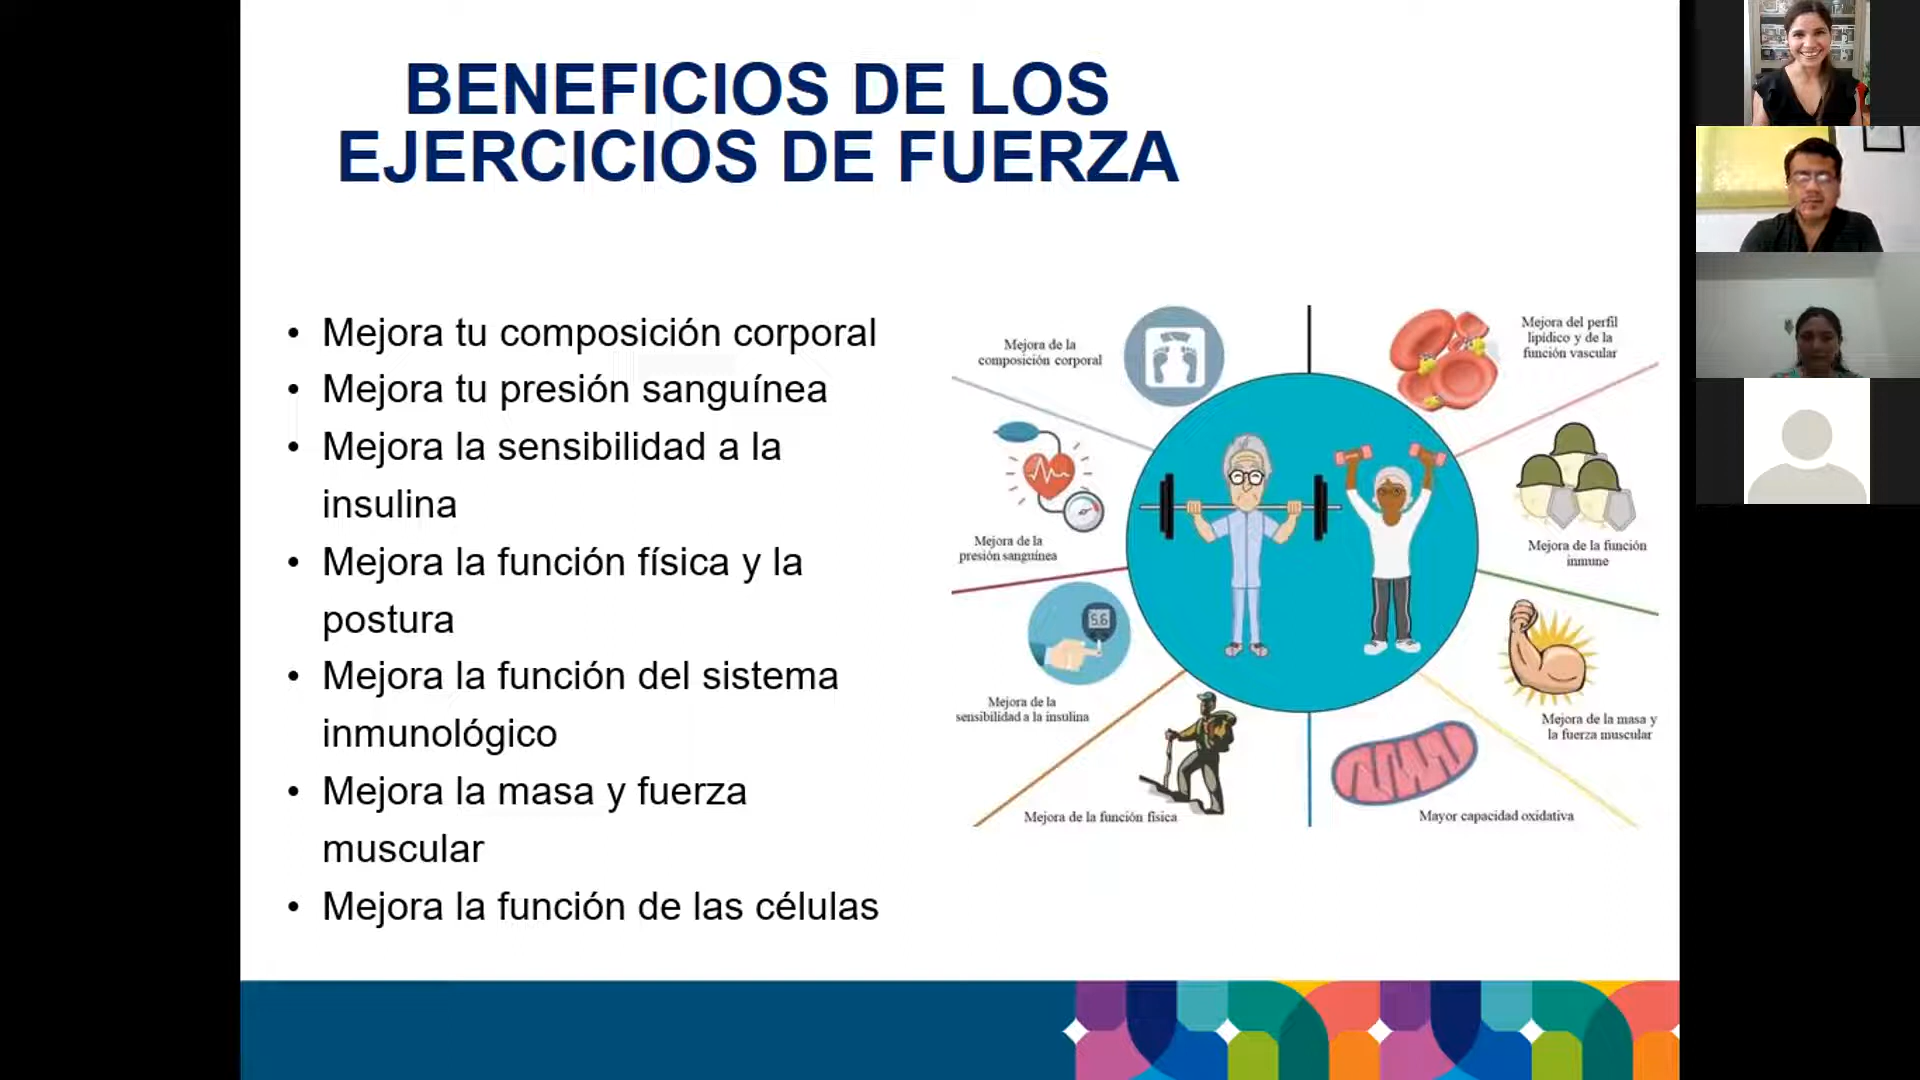 BENEFICIOS DE LOS
EJERCICIOS DE FUERZA
• Mejora tu composición corporal
• Mejora tu presión sanguínea
• Mejora la sensibilidad a la
insulina
• Mejora la función física y la
postura
• Mejora la función del sistema
inmunológico
• Mejora la masa y fuerza
muscular
• Mejora la función de las células
Mejora de la
composición corporal
Mejora del perfil
lipídico y de la
función vascular
Mejora de la
presión sanguínea
Mejora de la función
inmune
5.6
Mejora de la
sensibilidad a la insulina
Mejora de la masa y
la fuerza muscular
Mejora de la función física
Mayor capacidad oxidativa